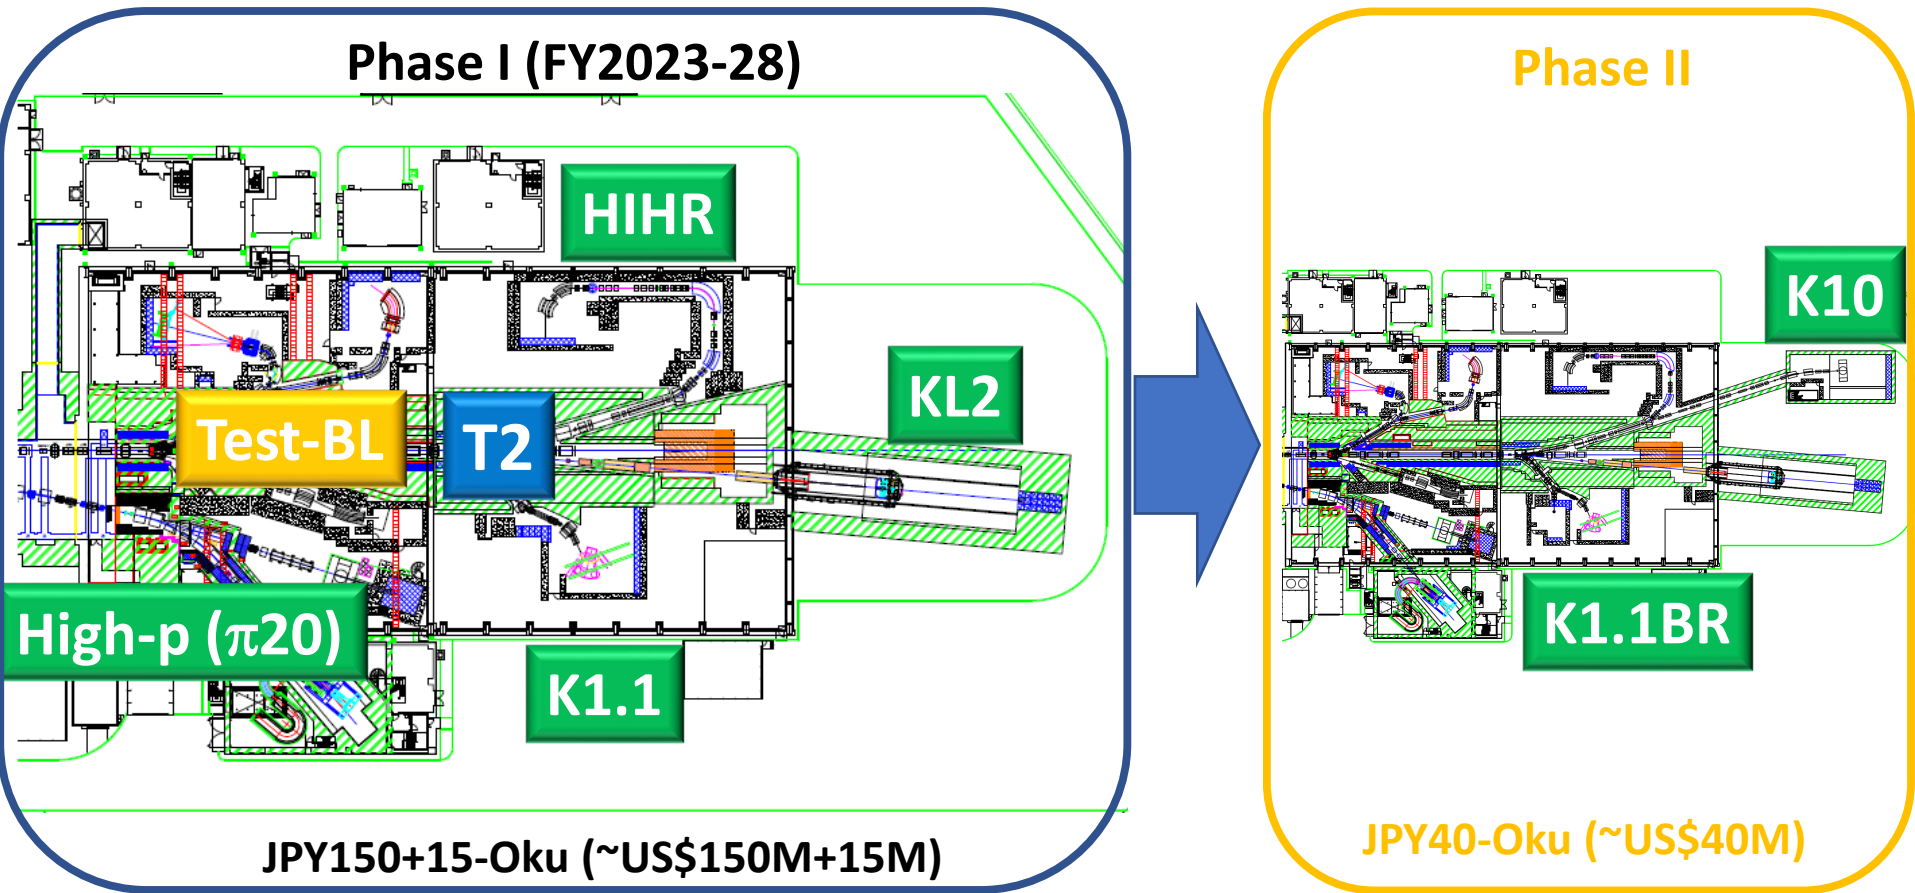 Phase I (FY2023-28)
HIHR
KL2
Test-BL
T2
High-p (π20)
K1.1
JPY150+15-Oku (~US$150M+15M)
Phase II
K10
K1.1BR
JPY40-Oku (~US$40M)